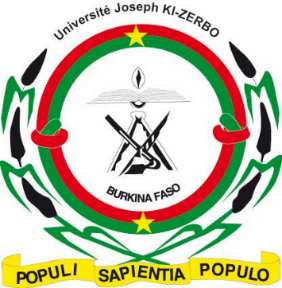 Université Joseph KI-ZERBO
BURKINA FASO
POPULI SAPIENTIA POPULO